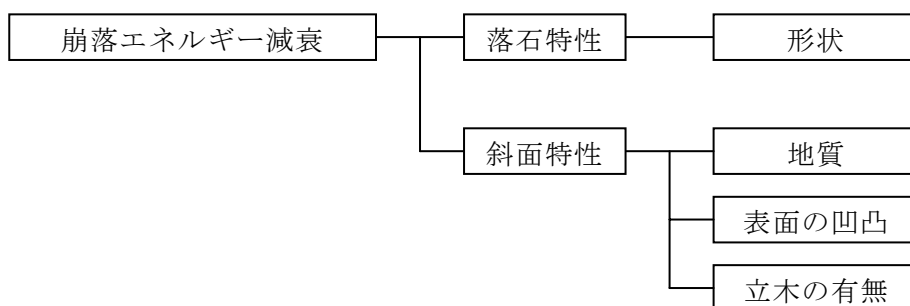 崩落エネルギー減衰
落石特性
形状
斜面特性
地質
表面の凹凸
立木の有無